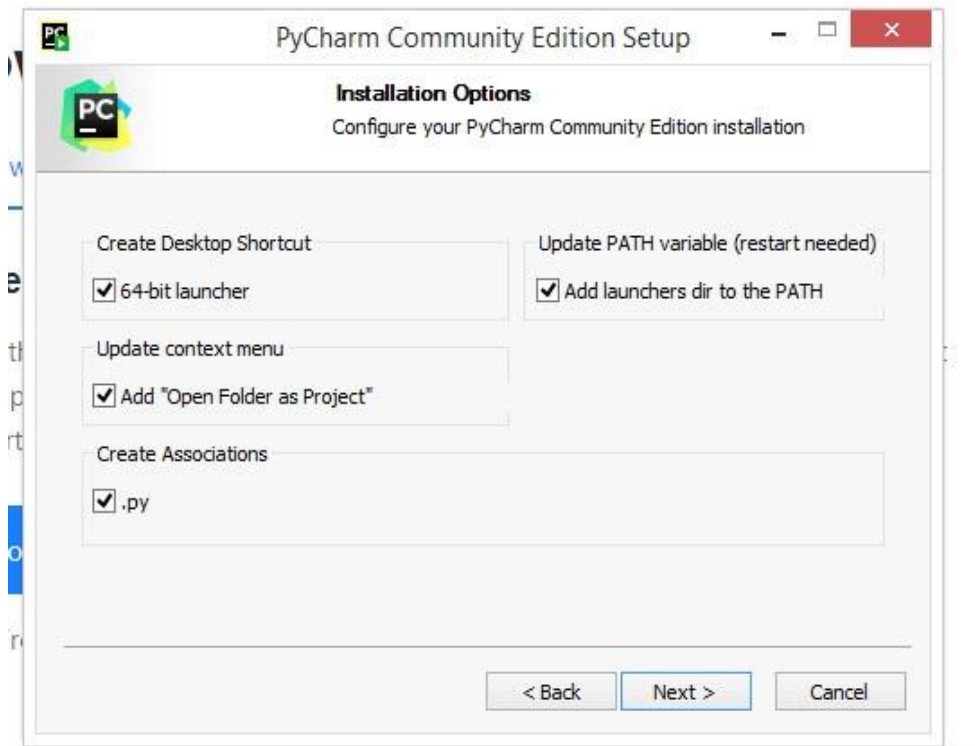 PC
PyCharm Community Edition Setup
PC
Installation Options
Configure your PyCharm Community Edition installation
Create Desktop Shortcut
64-bit launcher
Update PATH variable (restart needed)
Add launchers dir to the PATH
Update context menu
Add "Open Folder as Project"
Create Associations
.py
< Back
Next >
Cancel